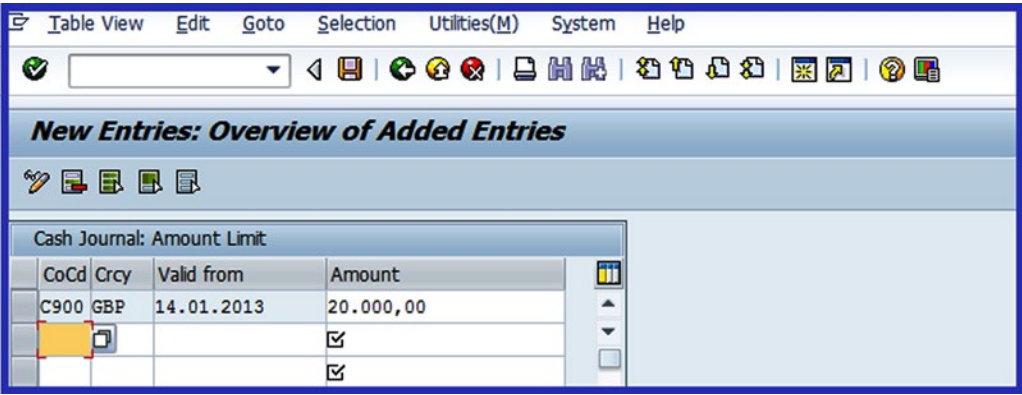 Table View Edit Goto Selection Utilities(M) System Help
New Entries: Overview of Added Entries
Cash Journal: Amount Limit
CoCd Crcy Valid from Amount
C900 GBP 14.01.2013 20.000,00